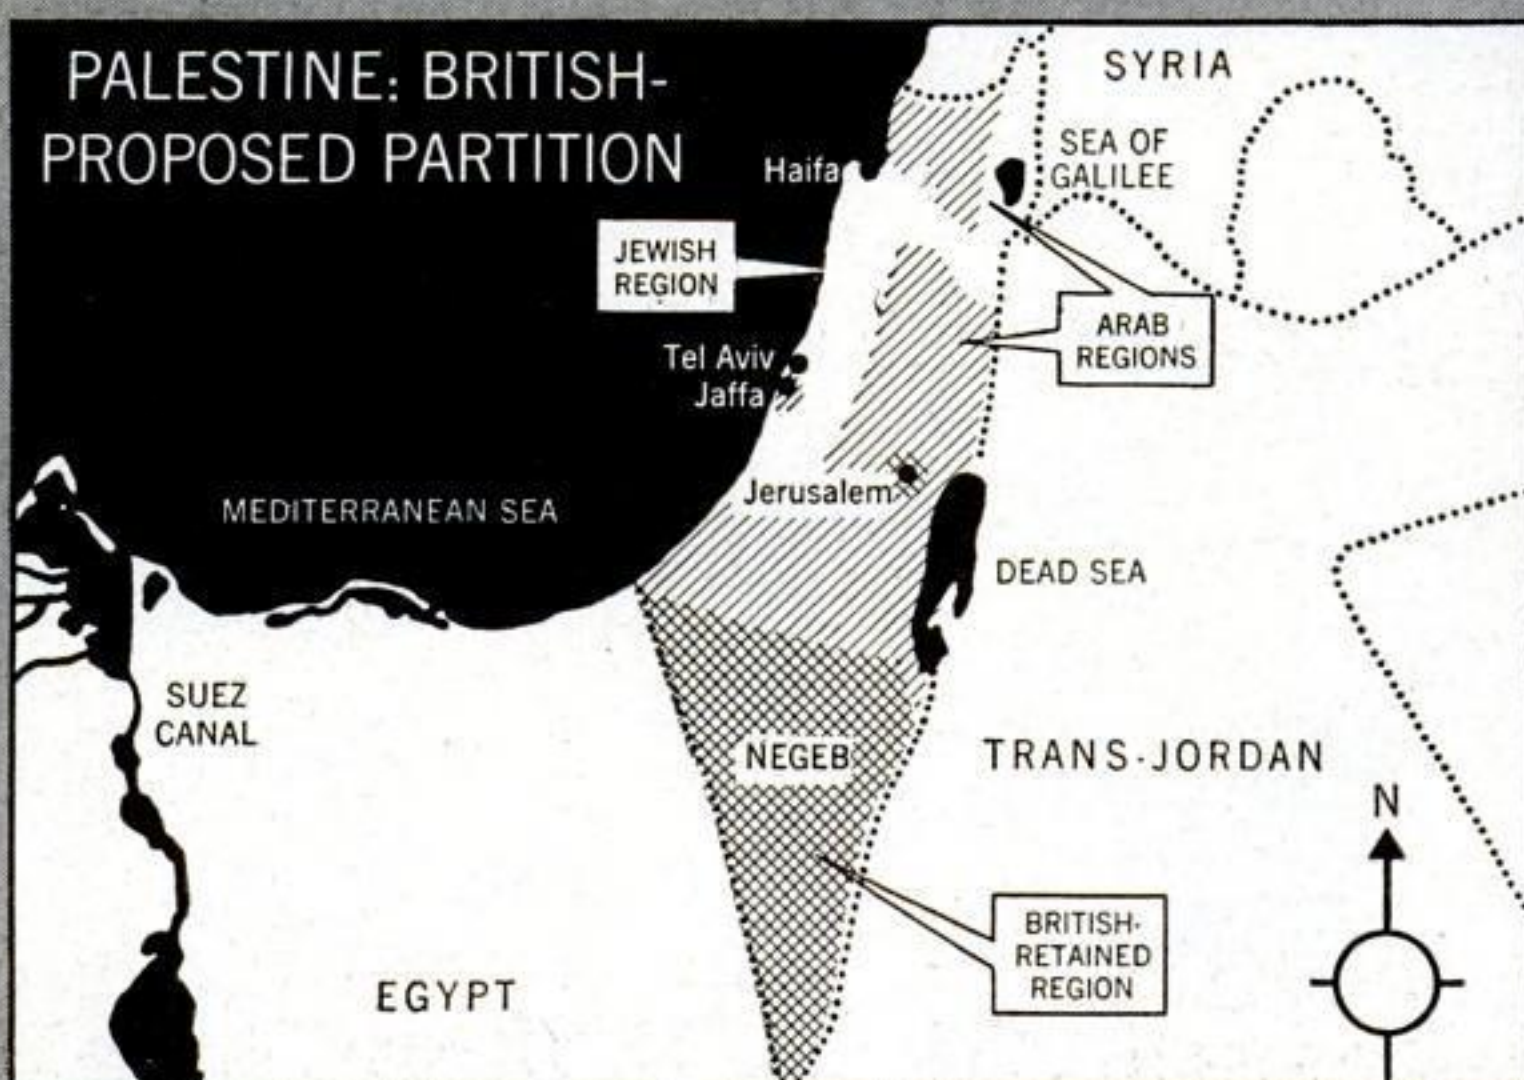 PALESTINE: BRITISH-
PROPOSED PARTITION
SYRIA
SEA OF
GALILEE
Haifa
JEWISH
REGION
ARAB
REGIONS
Tel Aviv
Jaffa
Jerusalem
MEDITERRANEAN SEA
DEAD SEA
SUEZ
CANAL
NEGEB
TRANS-JORDAN
N
BRITISH-
RETAINED
REGION
EGYPT